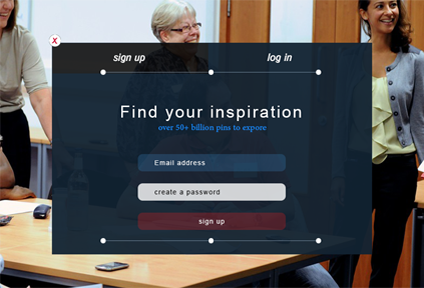 X
sign up
log in
Find your inspiration
over 50+ billion pins to expore
Email address
create a password
sign up